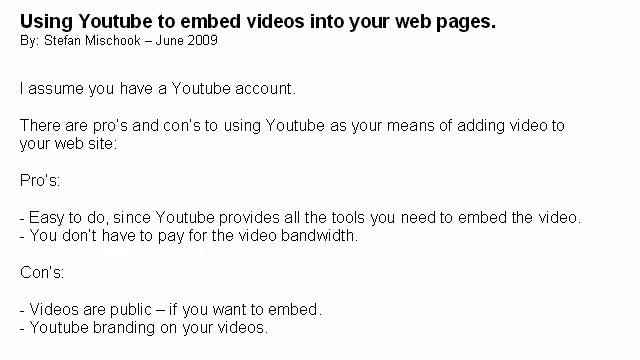 Using Youtube to embed videos into your web pages.
By: Stefan Mischook – June 2009
I assume you have a Youtube account.
There are pro's and con's to using Youtube as your means of adding video to
your web site:
Pro's:
- Easy to do, since Youtube provides all the tools you need to embed the video.
- You don't have to pay for the video bandwidth.
Con's:
- Videos are public – if you want to embed.
- Youtube branding on your videos.